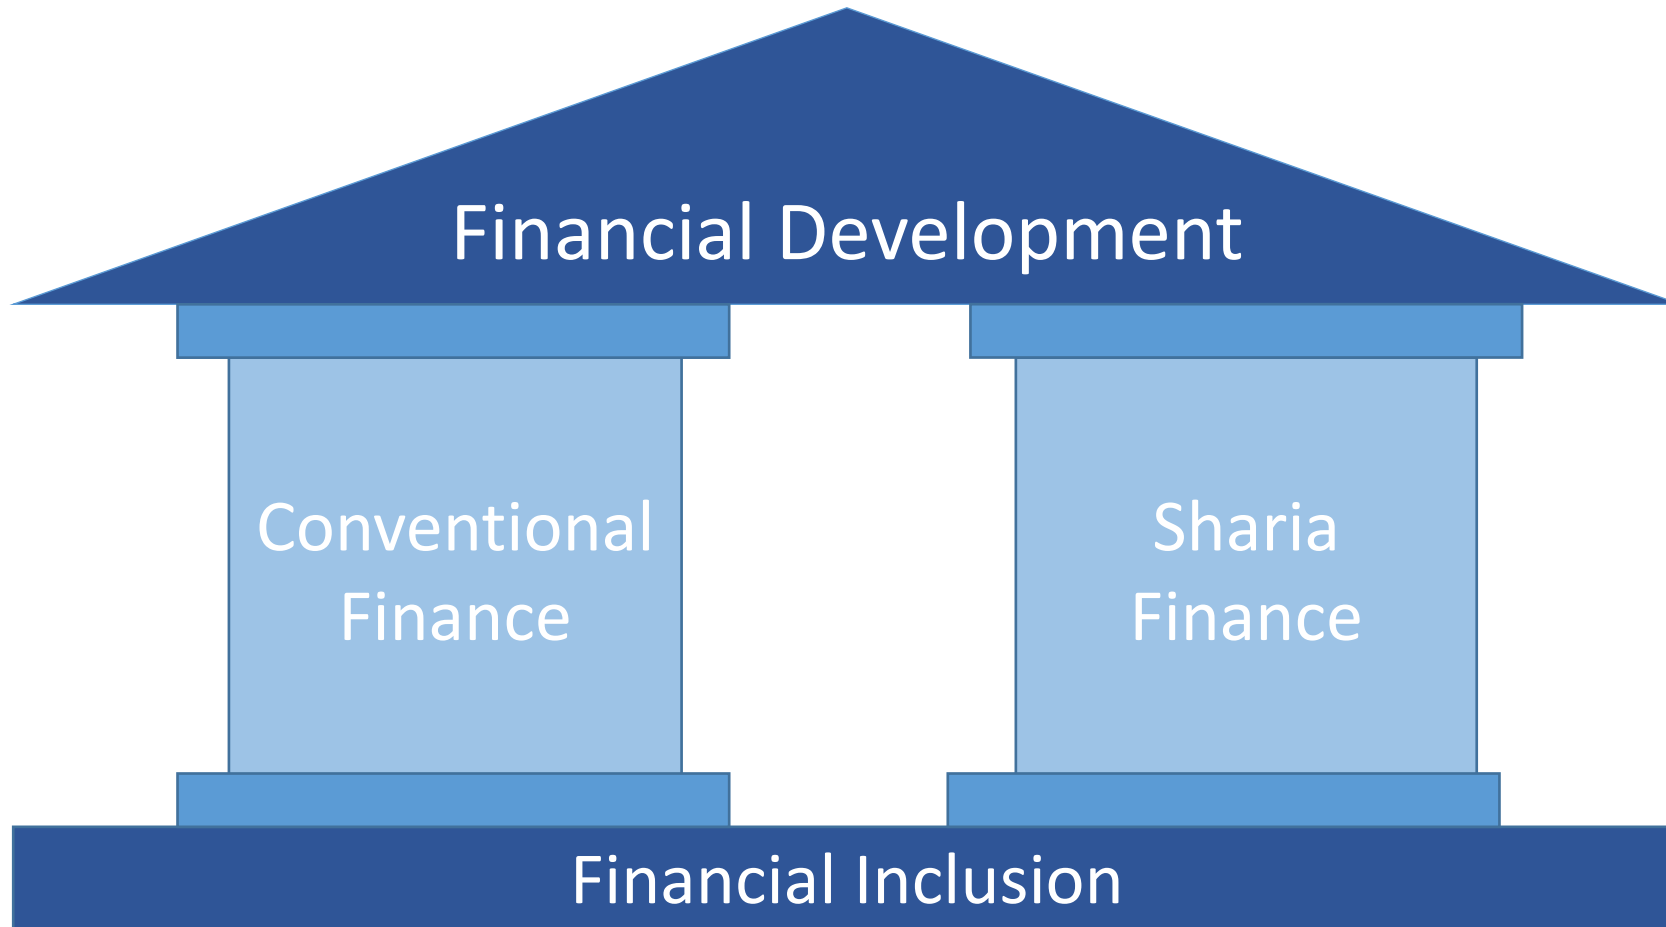 Financial Development
Conventional
Finance
Sharia
Finance
Financial Inclusion